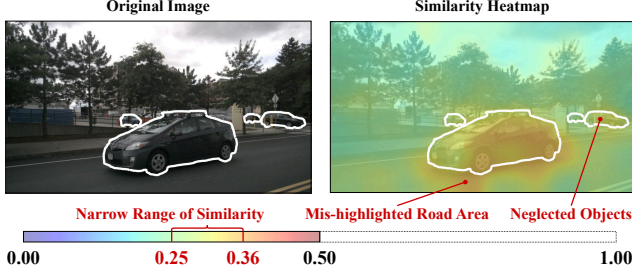 Original Image
Similarity Heatmap
Narrow Range of Similarity
Mis-highlighted Road Area
Neglected Objects
0.00
0.25
0.36
0.50
1.00